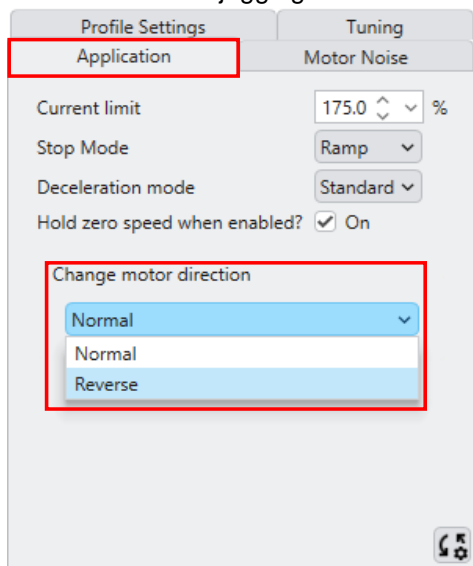 Profile Settings Tuning
Application Motor Noise
Current limit 175.0 %
Stop Mode Ramp
Deceleration mode Standard
Hold zero speed when enabled? On
Change motor direction
Normal
Normal
Reverse